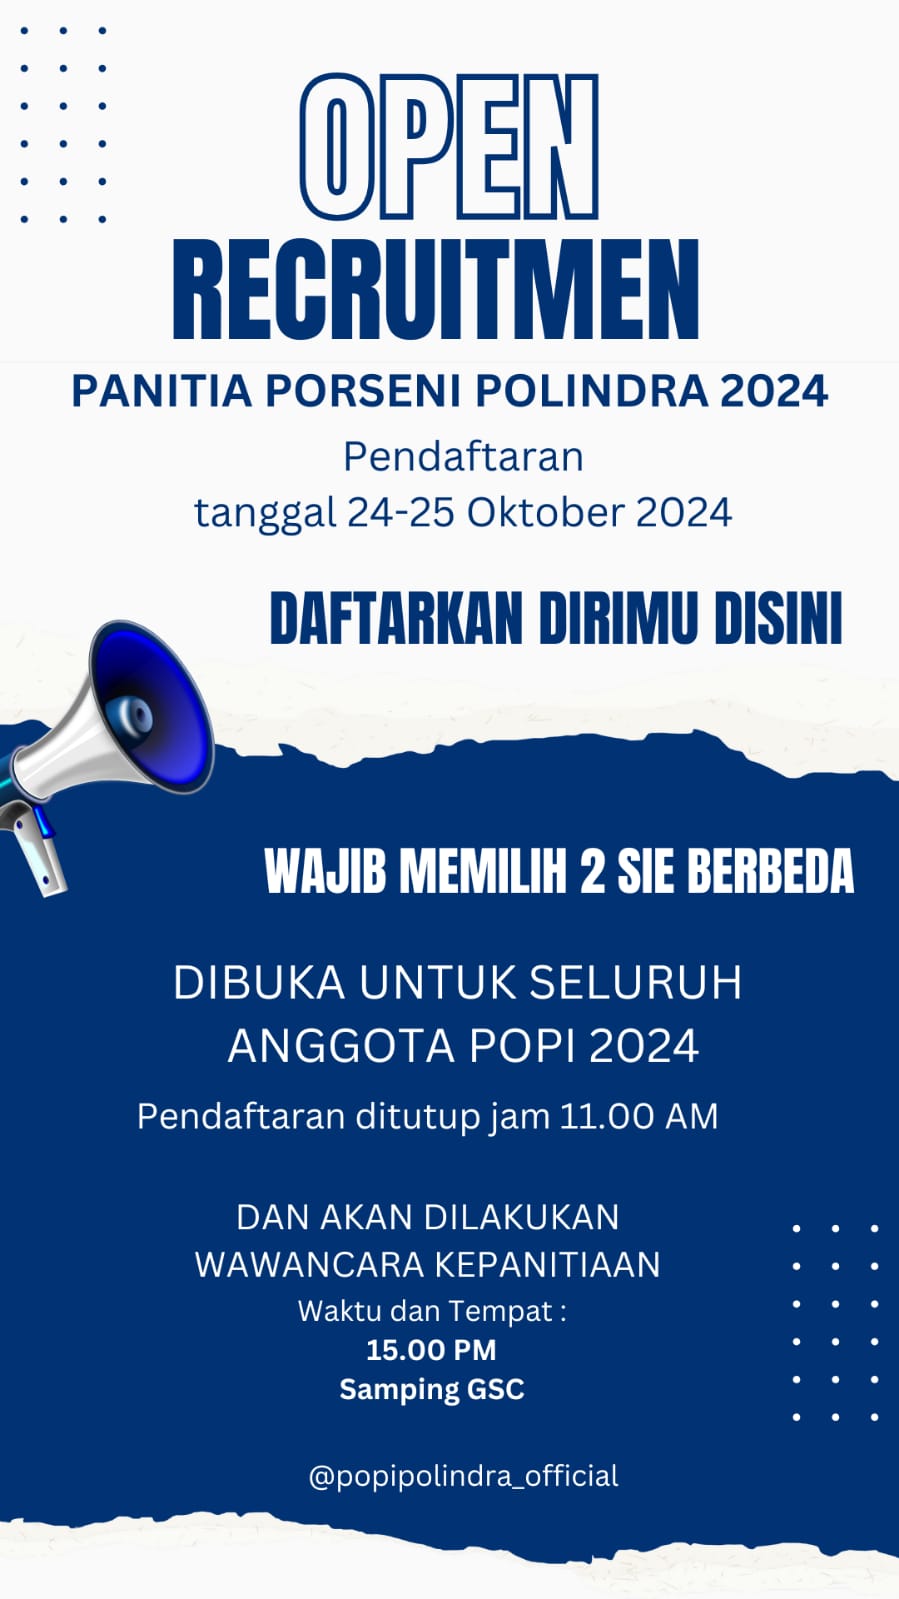 OPEN
RECRUITMEN
PANITIA PORSENI POLINDRA 2024
Pendaftaran
tanggal 24-25 Oktober 2024
DAFTARKAN DIRIMU DISINI
WAJIB MEMILIH 2 SIE BERBEDA
DIBUKA UNTUK SELURUH
ANGGOTA POPI 2024
Pendaftaran ditutup jam 11.00 AM
DAN AKAN DILAKUKAN
WAWANCARA KEPANITIAAN
Waktu dan Tempat :
15.00 PM
Samping GSC
@popipolindra_official